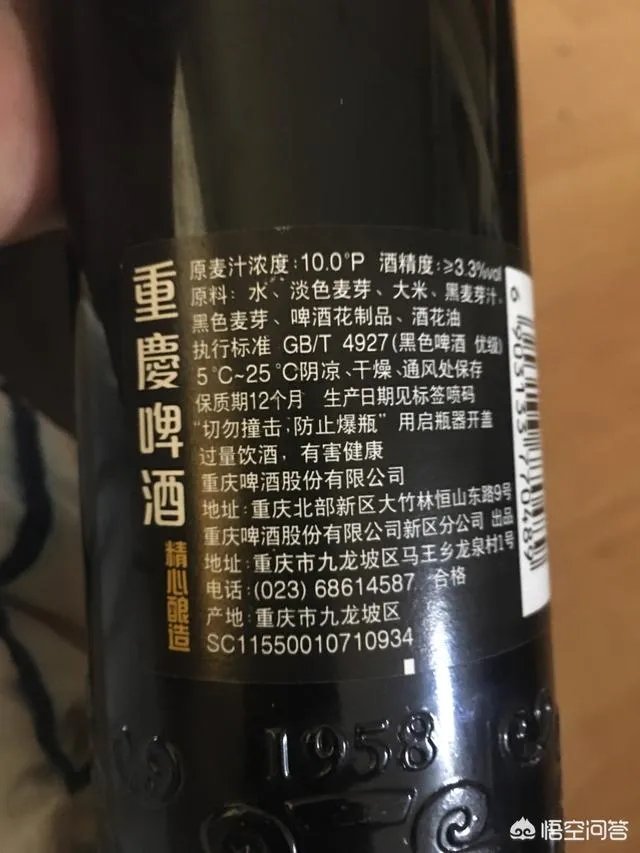 重慶啤酒
精心酿造
原麦汁浓度:10.0°P 酒精度:≥3.3%vol
原料: 水、淡色麦芽、大米、黑麦芽汁、
黑色麦芽、啤酒花制品、酒花油
执行标准 GB/T 4927(黑色啤酒 优级)
5℃~25℃阴凉、干燥、通风处保存
保质期12个月 生产日期见标签喷码
“切勿撞击;防止爆瓶” 用启瓶器开盖
过量饮酒,有害健康
重庆啤酒股份有限公司
地址:重庆北部新区大竹林恒山东路9号
重庆啤酒股份有限公司新区分公司 出品
地址:重庆市九龙坡区马王乡龙泉村1号
电话:(023) 68614587 合格
产地:重庆市九龙坡区
SC11550010710934
1958
悟空问答